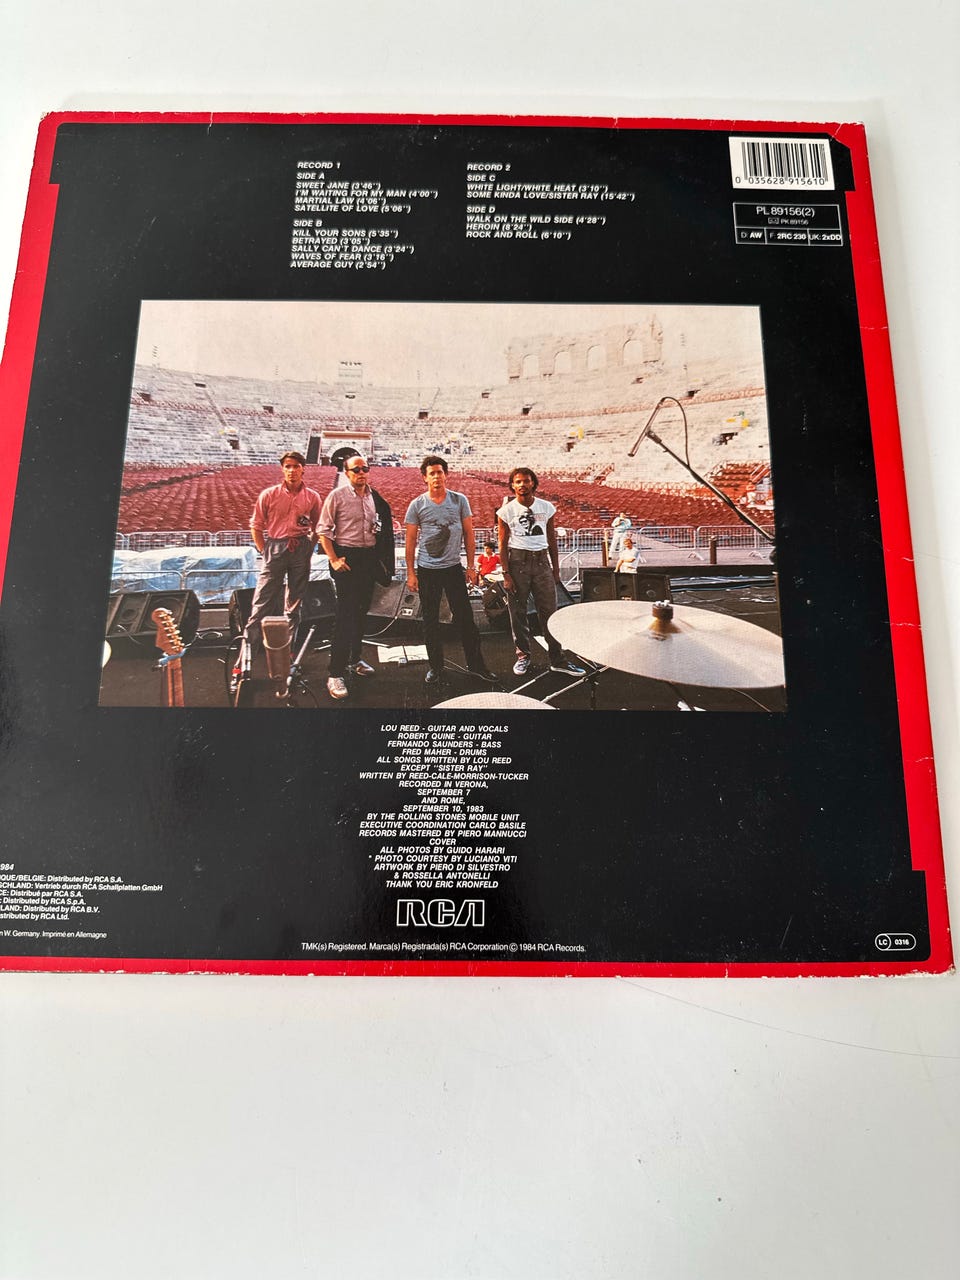 RECORD 1
SIDE A
SWEET JANE (3'46'')
I'M WAITING FOR MY MAN (4'00'')
MARTIAL LAW (4'06'')
SATELLITE OF LOVE (5'06'')
SIDE B
KILL YOUR SONS (5'35'')
BETRAYED (3'05'')
SALLY CAN'T DANCE (3'24'')
WAVES OF FEAR (3'16'')
AVERAGE GUY (2'54'')
RECORD 2
SIDE C
WHITE LIGHT/WHITE HEAT (3'10'')
SOME KINDA LOVE/SISTER RAY (15'42'')
SIDE D
WALK ON THE WILD SIDE (4'28'')
HEROIN (8'24'')
ROCK AND ROLL (6'10'')
0 035628 915610
PL 89156(2)
PK 89156
D: AW F: 2RC 230 UK: 2xDD
LOU REED - GUITAR AND VOCALS
ROBERT QUINE - GUITAR
FERNANDO SAUNDERS - BASS
FRED MAHER - DRUMS
ALL SONGS WRITTEN BY LOU REED
EXCEPT "SISTER RAY"
WRITTEN BY REED-CALE-MORRISON-TUCKER
RECORDED IN VERONA,
SEPTEMBER 7
AND ROME,
SEPTEMBER 10, 1983
BY THE ROLLING STONES MOBILE UNIT
EXECUTIVE COORDINATION CARLO BASILE
RECORDS MASTERED BY PIERO MANNUCCI
COVER
ALL PHOTOS BY GUIDO HARARI
* PHOTO COURTESY BY LUCIANO VITI
ARTWORK BY PIERO DI SILVESTRO
& ROSSELLA ANTONELLI
THANK YOU ERIC KRONFELD
RCA
TMK(s) Registered. Marca(s) Registrada(s) RCA Corporation © 1984 RCA Records.
984
QUE/BELGIE: Distributed by RCA S.A.
SCHLAND: Vertrieb durch RCA Schallplatten GmbH
CE: Distribué par RCA S.A.
: Distributed by RCA S.p.A.
LAND: Distributed by RCA B.V.
stributed by RCA Ltd.
n W. Germany. Imprimé en Allemagne
LC 0316